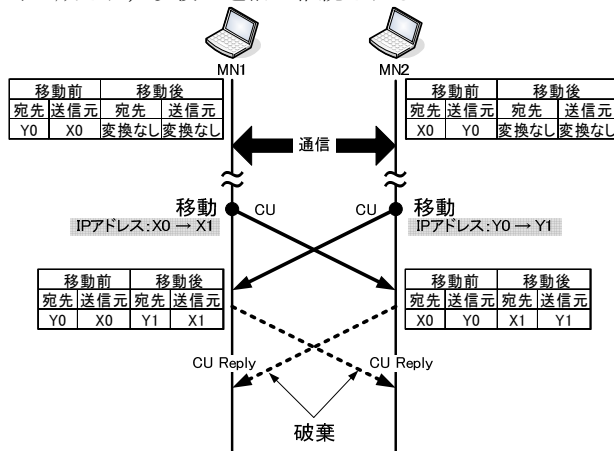 MN1
MN2
移動前 移動後
宛先 送信元 宛先 送信元
Y0 X0 変換なし 変換なし
移動前 移動後
宛先 送信元 宛先 送信元
X0 Y0 変換なし 変換なし
通信
移動
CU
CU
移動
IPアドレス:X0 → X1
IPアドレス:Y0 → Y1
移動前 移動後
宛先 送信元 宛先 送信元
Y0 X0 Y1 X1
移動前 移動後
宛先 送信元 宛先 送信元
X0 Y0 X1 Y1
CU Reply
CU Reply
破棄